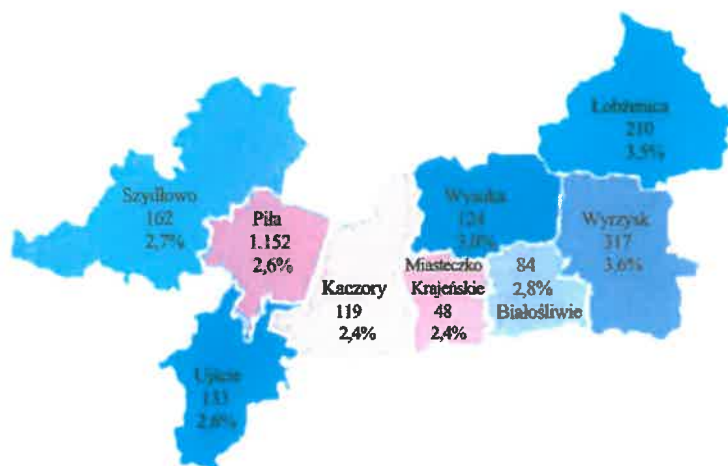 Łobżenica
210
3,5%
Szydłowo
162
2,7%
Piła
1.152
2,6%
Kaczory
119
2,4%
Wysoka
124
3,0%
Wyrzysk
317
3,6%
Miasteczko
Krajeńskie
48
2,4%
84
2,8%
Białośliwie
Ujście
2,6%